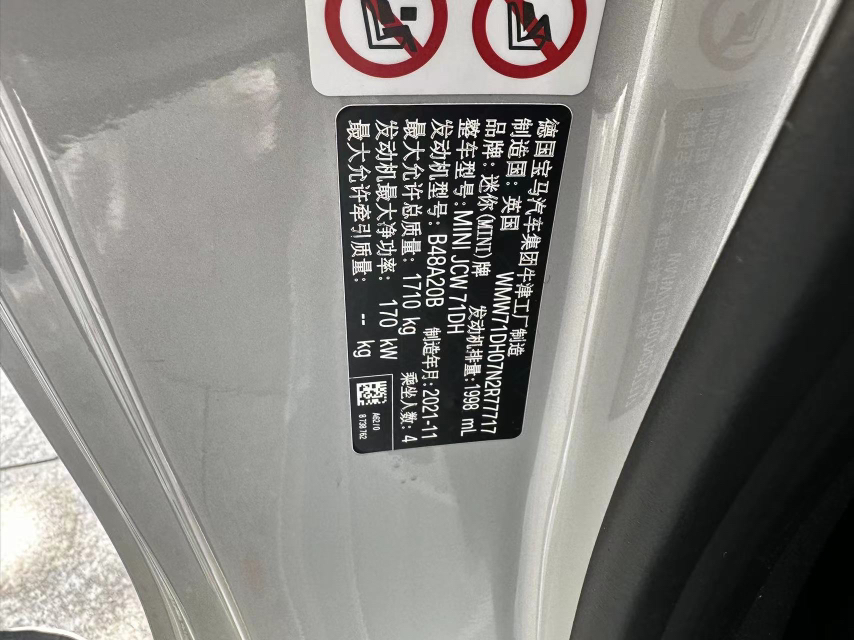 德国宝马汽车集团牛津工厂制造
制造国：英国 WMW71DH07N2R77717
品牌：迷你(MINI)牌 发动机排量：1998 mL
整车型号：MINI JCW 71DH
发动机型号：B48A20B 制造年月：2021-11
最大允许总质量：1710 kg 乘坐人数：4
发动机最大净功率：170 kW
最大允许牵引质量：-- kg